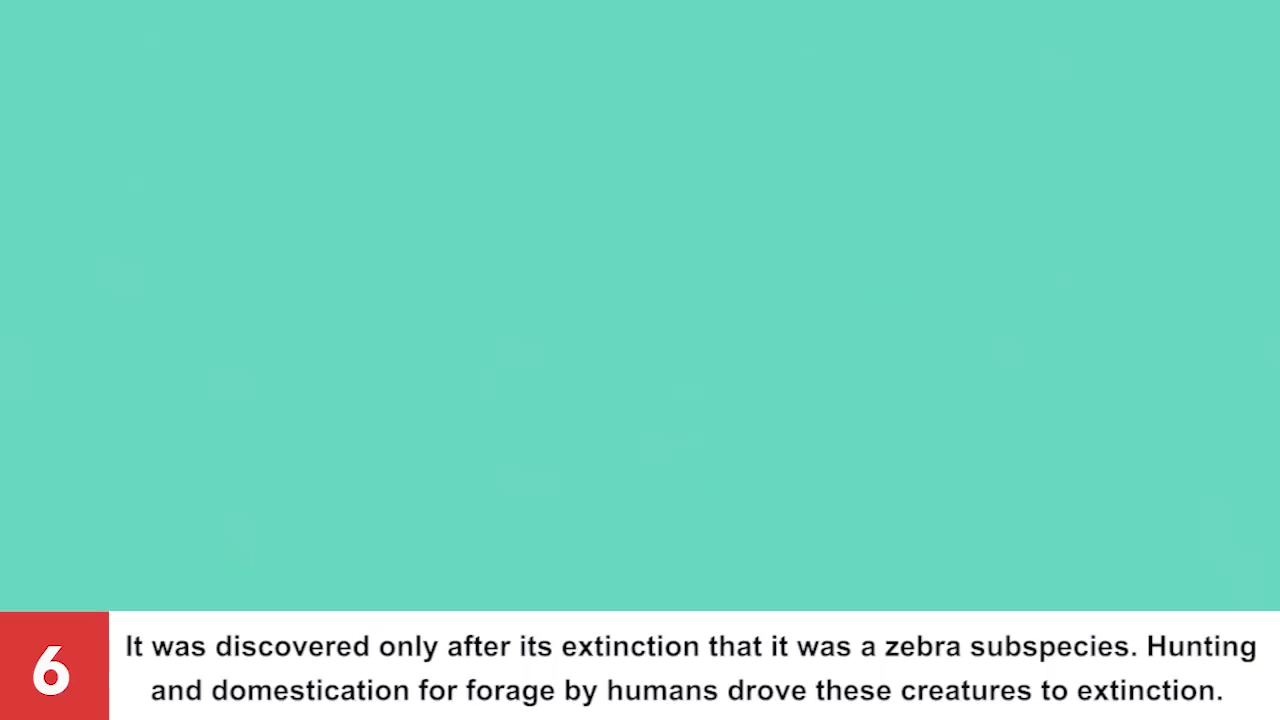 6
It was discovered only after its extinction that it was a zebra subspecies. Hunting
and domestication for forage by humans drove these creatures to extinction.